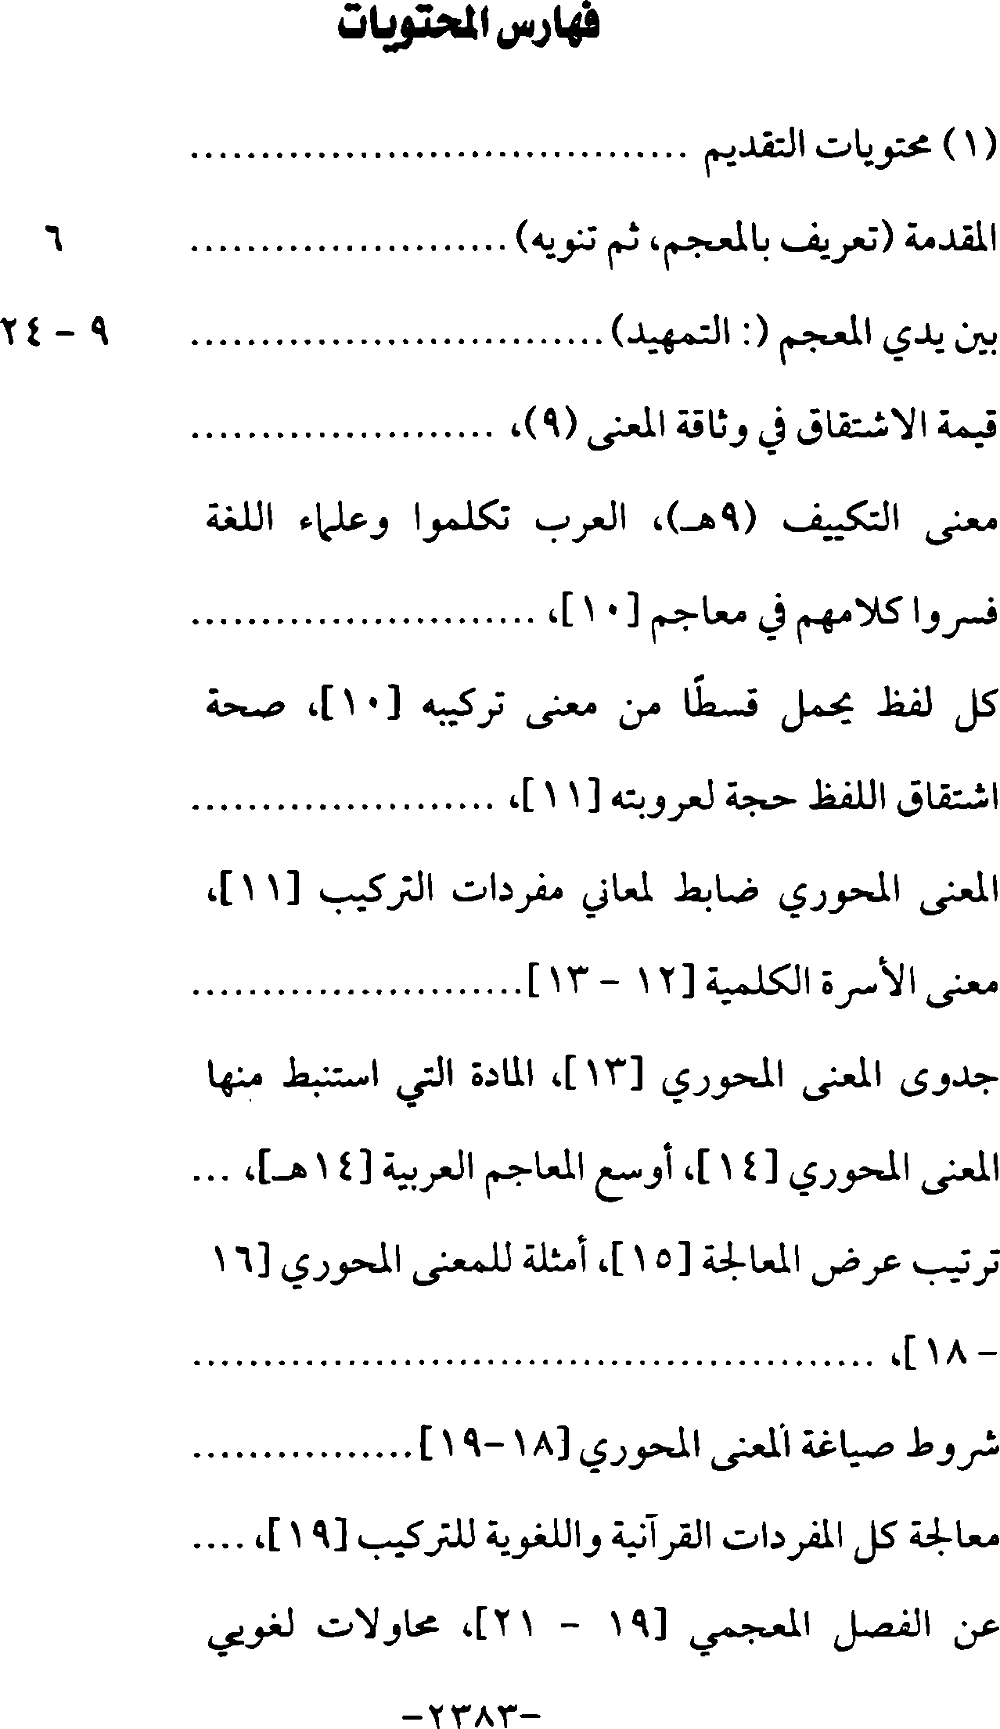 فهارس المحتويات
(١) محتويات التقديم ...................................
المقدمة (تعريف بالمعجم، ثم تنويه) ....................... ٦
بين يدي المعجم (: التمهيد) .............................. ٩ - ٢٤
قيمة الاشتقاق في وثاقة المعنى (٩)، ......................
معنى التكييف (٩هـ)، العرب تكلموا وعلماء اللغة
فسروا كلامهم في معاجم [١٠]، .........................
كل لفظ يحمل قسطًا من معنى تركيبه [١٠]، صحة
اشتقاق اللفظ حجة لعروبته [١١]، ......................
المعنى المحوري ضابط لمعاني مفردات التركيب [١١]،
معنى الأسرة الكلمية [١٢ - ١٣] ........................
جدوى المعنى المحوري [١٣]، المادة التي استنبط منها
المعنى المحوري [١٤]، أوسع المعاجم العربية [١٤هـ]، ...
ترتيب عرض المعالجة [١٥]، أمثلة للمعنى المحوري [١٦
- ١٨]، ................................................
شروط صياغة المعنى المحوري [١٨-١٩] ................
معالجة كل المفردات القرآنية واللغوية للتركيب [١٩]، ....
عن الفصل المعجمي [١٩ - ٢١]، محاولات لغويي
-٢٣٨٣-